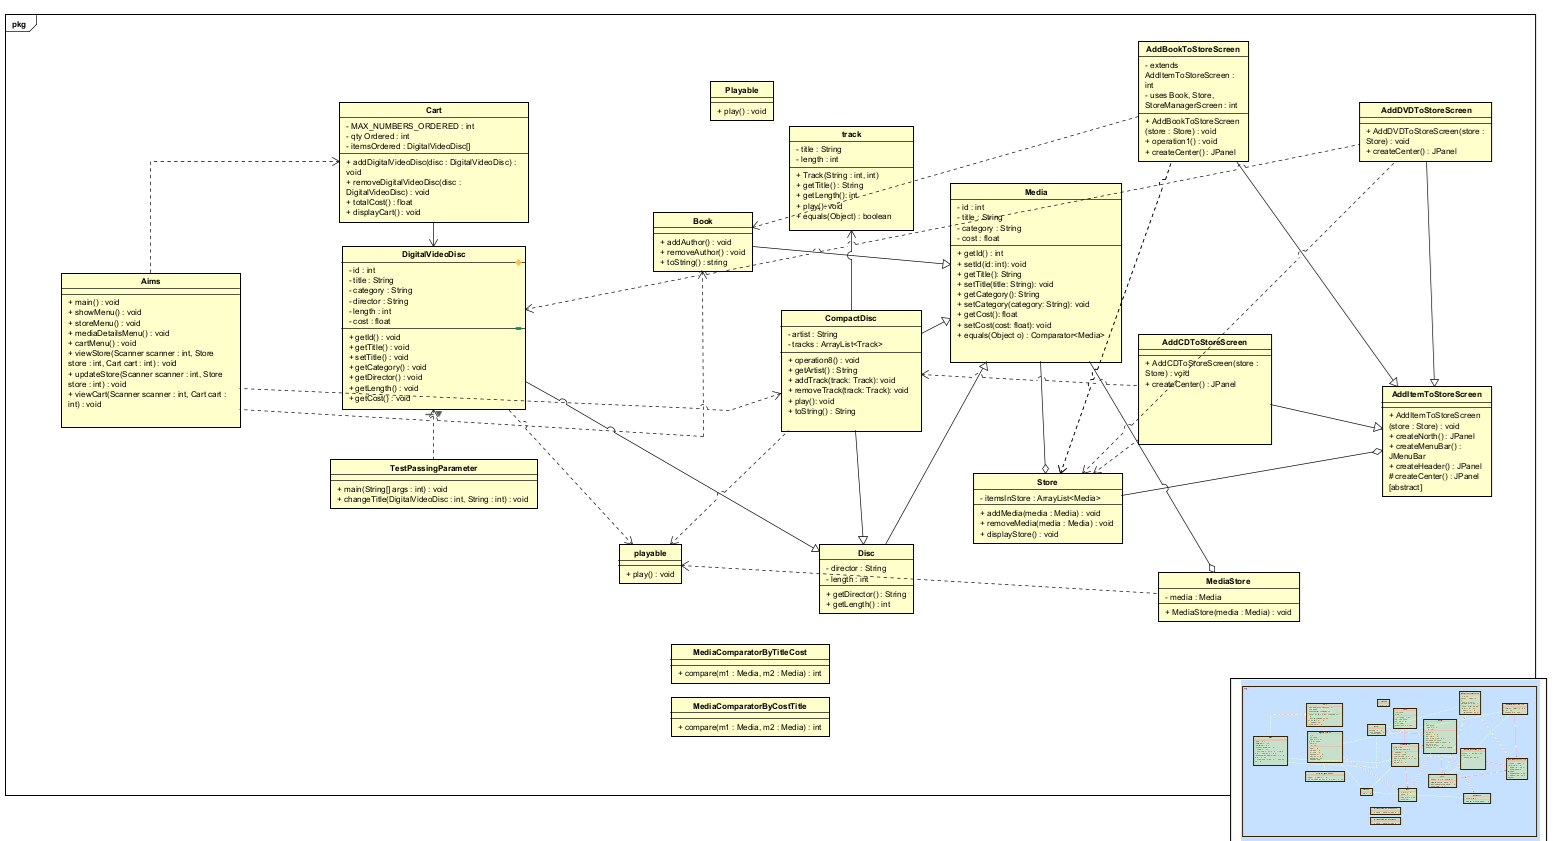 pkg
AddBookToStoreScreen
- extends
AddItemToStoreScreen :
int
- uses Book, Store,
StoreManagerScreen : int
+ AddBookToStoreScreen
(store : Store) : void
+ operation1() : void
+ createCenter() : JPanel
Playable
+ play() : void
Cart
- MAX_NUMBERS_ORDERED : int
- qty Ordered : int
- itemsOrdered : DigitalVideoDisc[]
+ addDigitalVideoDisc(disc : DigitalVideoDisc) :
void
+ removeDigitalVideoDisc(disc :
DigitalVideoDisc) : void
+ totalCost() : float
+ displayCart() : void
AddDVDToStoreScreen
+ AddDVDToStoreScreen(store :
Store) : void
+ createCenter() : JPanel
track
- title : String
- length : int
+ Track(String : int, int)
+ getTitle() : String
+ getLength(): int
+ play(): void
+ equals(Object) : boolean
Media
- id : int
- title : String
- category : String
- cost : float
+ getId() : int
+ setId(id: int): void
+ getTitle(): String
+ setTitle(title: String): void
+ getCategory(): String
+ setCategory(category: String): void
+ getCost(): float
+ setCost(cost: float): void
+ equals(Object o) : Comparator<Media>
Book
+ addAuthor() : void
+ removeAuthor() : void
+ toString() : string
DigitalVideoDisc
- id : int
- title : String
- category : String
- director : String
- length : int
- cost : float
+ getId() : void
+ getTitle() : void
+ setTitle() : void
+ getCategory() : void
+ getDirector() : void
+ getLength() : void
+ getCost() : void
Aims
+ main() : void
+ showMenu() : void
+ storeMenu() : void
+ mediaDetailsMenu() : void
+ cartMenu() : void
+ viewStore(Scanner scanner : int, Store
store : int, Cart cart : int) : void
+ updateStore(Scanner scanner : int, Store
store : int) : void
+ viewCart(Scanner scanner : int, Cart cart :
int) : void
CompactDisc
- artist : String
- tracks : ArrayList<Track>
+ operation8() : void
+ getArtist() : String
+ addTrack(track: Track): void
+ removeTrack(track: Track): void
+ play(): void
+ toString() : String
AddCDToStoreScreen
+ AddCDToStoreScreen(store :
Store) : void
+ createCenter() : JPanel
AddItemToStoreScreen
+ AddItemToStoreScreen
(store : Store) : void
+ createNorth() : JPanel
+ createMenuBar() :
JMenuBar
+ createHeader() : JPanel
# createCenter() : JPanel
[abstract]
TestPassingParameter
+ main(String[] args : int) : void
+ changeTitle(DigitalVideoDisc : int, String : int) : void
Store
- itemsInStore : ArrayList<Media>
+ addMedia(media : Media) : void
+ removeMedia(media : Media) : void
+ displayStore() : void
playable
+ play() : void
Disc
- director : String
- length : int
+ getDirector() : String
+ getLength() : int
MediaStore
- media : Media
+ MediaStore(media : Media) : void
MediaComparatorByTitleCost
+ compare(m1 : Media, m2 : Media) : int
MediaComparatorByCostTitle
+ compare(m1 : Media, m2 : Media) : int